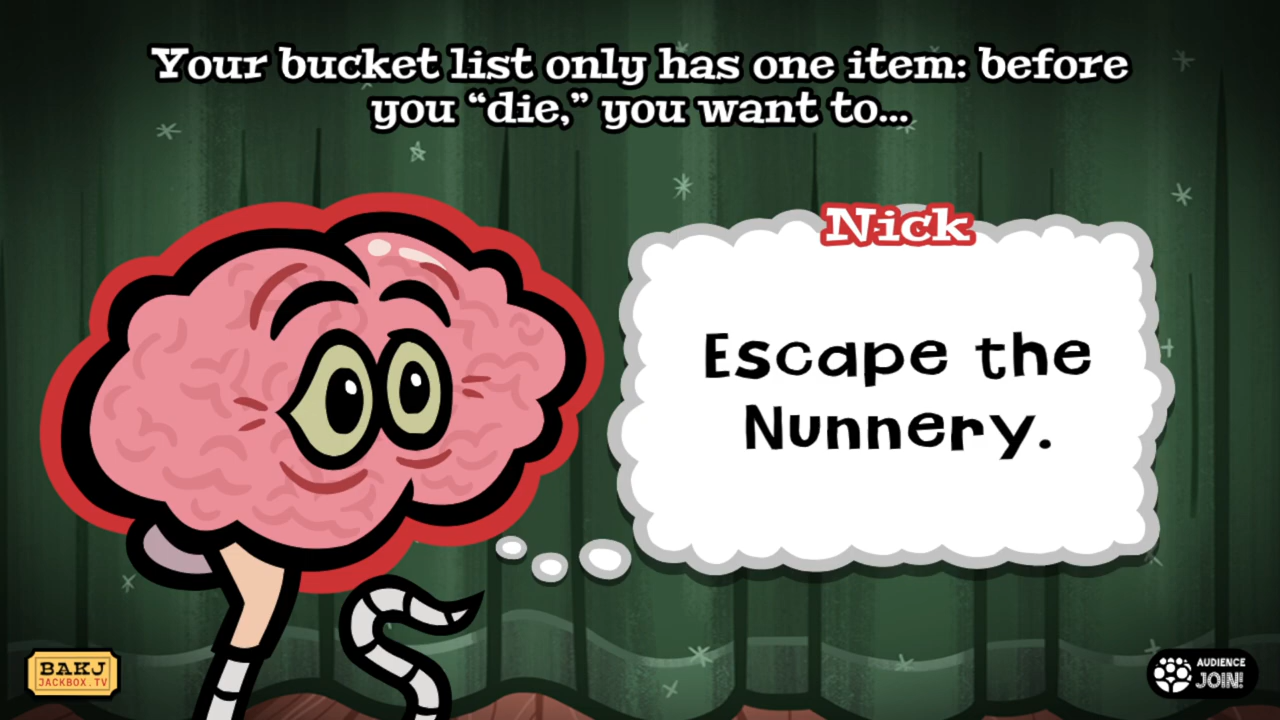 Your bucket list only has one item: before
you “die,” you want to...
Nick
Escape the
Nunnery.
BAKJ
JACKBOX.TV
AUDIENCE
JOIN!